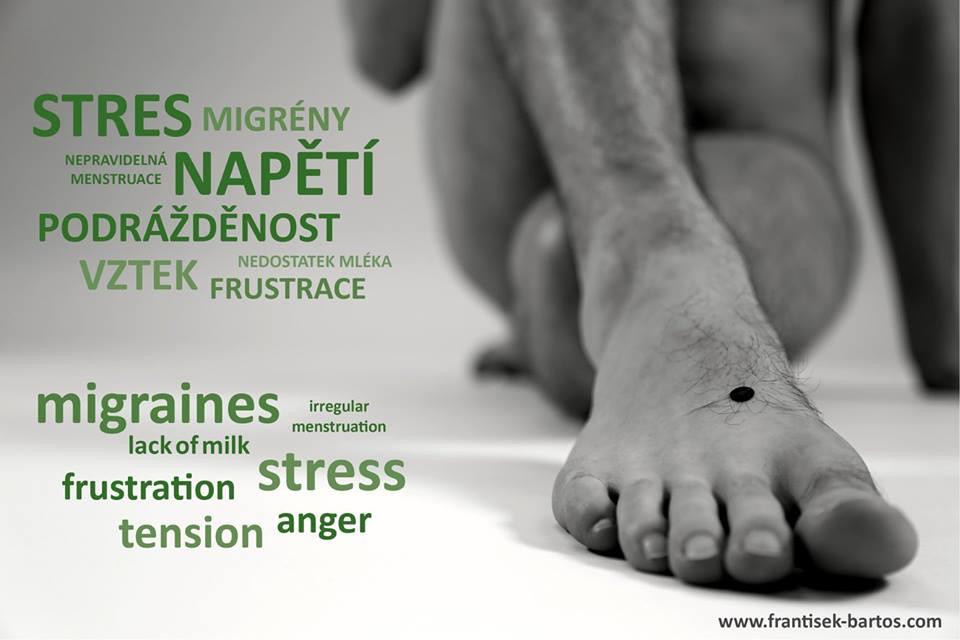 STRES MIGRÉNY
NEPRAVIDELNÁ
MENSTRUACE NAPĚTÍ
PODRÁŽDĚNOST
VZTEK NEDOSTATEK MLÉKA
FRUSTRACE
migraines irregular
menstruation
lack of milk
stress
frustration
anger
tension
www.frantisek-bartos.com